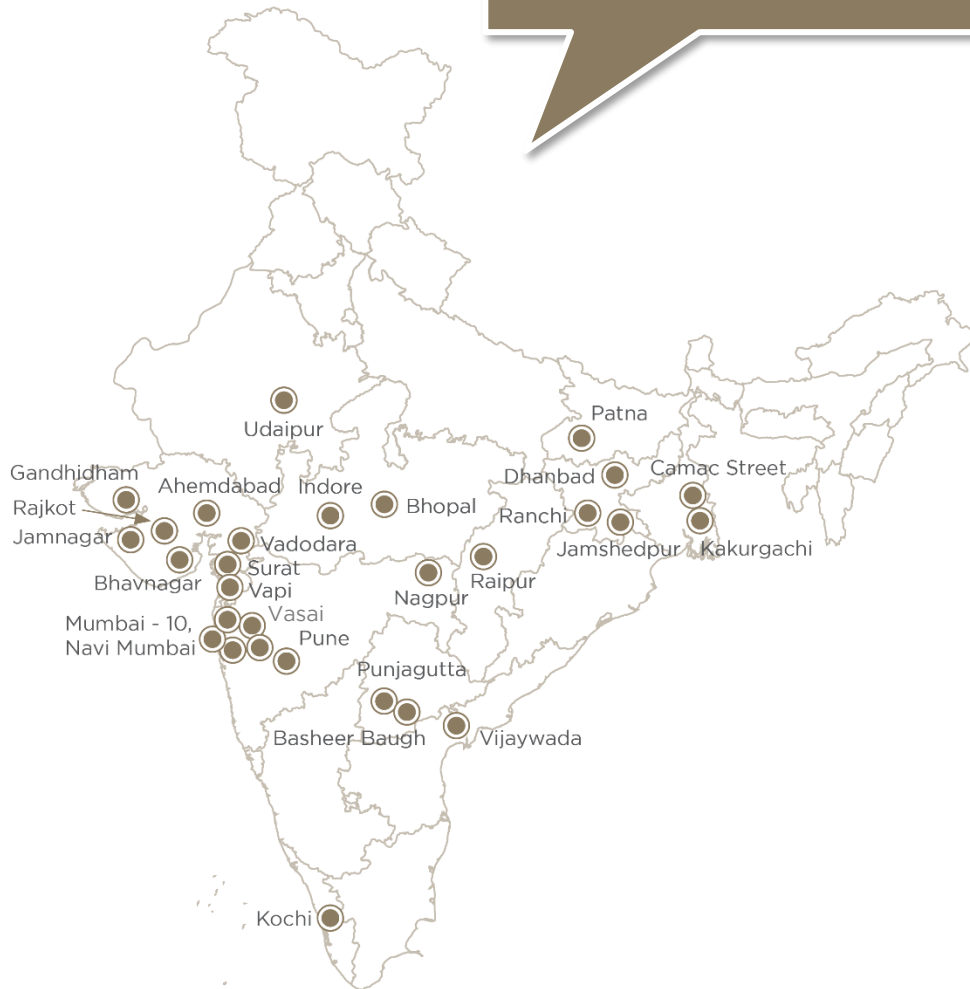 Patna
Udaipur
Gandhidham
Ahemdabad
Indore
Dhanbad
Camac Street
Rajkot
Bhopal
Ranchi
Jamnagar
Vadodara
Jamshedpur
Kakurgachi
Bhavnagar
Surat
Raipur
Nagpur
Vapi
Vasai
Mumbai - 10,
Navi Mumbai
Pune
Punjagutta
Basheer Baugh
Vijaywada
Kochi